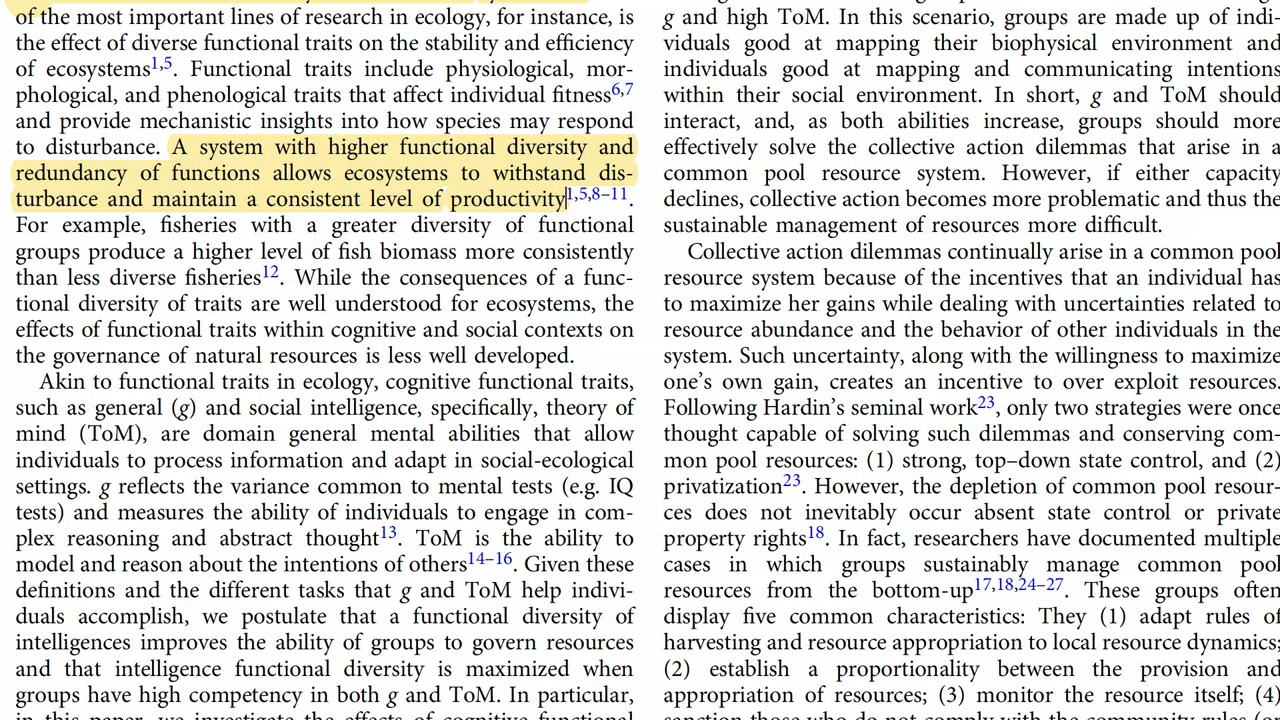 of the most important lines of research in ecology, for instance, is
the effect of diverse functional traits on the stability and efficiency
of ecosystems1,5. Functional traits include physiological, mor-
phological, and phenological traits that affect individual fitness6,7
and provide mechanistic insights into how species may respond
to disturbance. A system with higher functional diversity and
redundancy of functions allows ecosystems to withstand dis-
turbance and maintain a consistent level of productivity1,5,8–11.
For example, fisheries with a greater diversity of functional
groups produce a higher level of fish biomass more consistently
than less diverse fisheries12. While the consequences of a func-
tional diversity of traits are well understood for ecosystems, the
effects of functional traits within cognitive and social contexts on
the governance of natural resources is less well developed.
Akin to functional traits in ecology, cognitive functional traits,
such as general (g) and social intelligence, specifically, theory of
mind (ToM), are domain general mental abilities that allow
individuals to process information and adapt in social-ecological
settings. g reflects the variance common to mental tests (e.g. IQ
tests) and measures the ability of individuals to engage in com-
plex reasoning and abstract thought13. ToM is the ability to
model and reason about the intentions of others14–16. Given these
definitions and the different tasks that g and ToM help indivi-
duals accomplish, we postulate that a functional diversity of
intelligences improves the ability of groups to govern resources
and that intelligence functional diversity is maximized when
groups have high competency in both g and ToM. In particular,
in this paper, we investigate the effects of cognitive functional
g and high ToM. In this scenario, groups are made up of indi-
viduals good at mapping their biophysical environment and
individuals good at mapping and communicating intentions
within their social environment. In short, g and ToM should
interact, and, as both abilities increase, groups should more
effectively solve the collective action dilemmas that arise in a
common pool resource system. However, if either capacity
declines, collective action becomes more problematic and thus the
sustainable management of resources more difficult.
Collective action dilemmas continually arise in a common pool
resource system because of the incentives that an individual has
to maximize her gains while dealing with uncertainties related to
resource abundance and the behavior of other individuals in the
system. Such uncertainty, along with the willingness to maximize
one's own gain, creates an incentive to over exploit resources.
Following Hardin's seminal work23, only two strategies were once
thought capable of solving such dilemmas and conserving com-
mon pool resources: (1) strong, top–down state control, and (2)
privatization23. However, the depletion of common pool resour-
ces does not inevitably occur absent state control or private
property rights18. In fact, researchers have documented multiple
cases in which groups sustainably manage common pool
resources from the bottom-up17,18,24–27. These groups often
display five common characteristics: They (1) adapt rules of
harvesting and resource appropriation to local resource dynamics;
(2) establish a proportionality between the provision and
appropriation of resources; (3) monitor the resource itself; (4)
sanction those who do not comply with the community rules